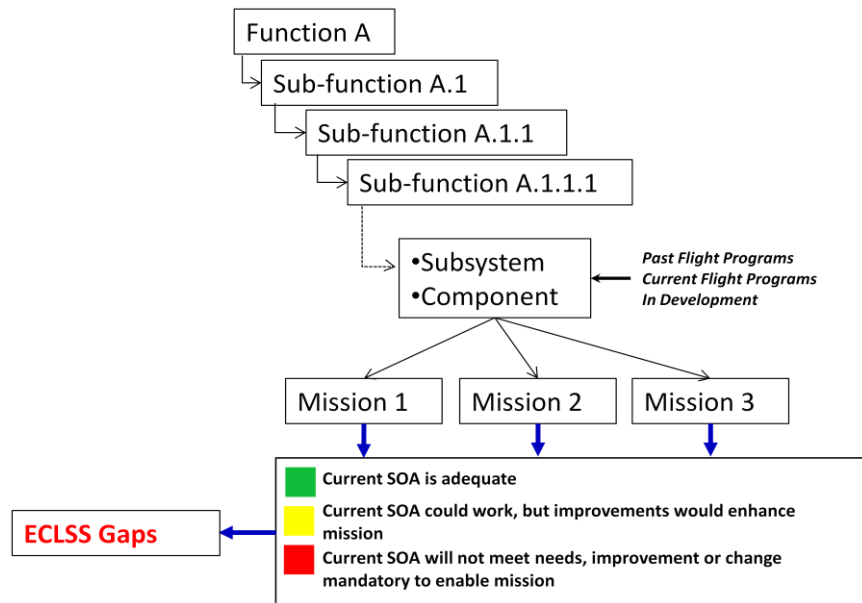 Function A
Sub-function A.1
Sub-function A.1.1
Sub-function A.1.1.1
•Subsystem
•Component
Past Flight Programs
Current Flight Programs
In Development
Mission 1
Mission 2
Mission 3
Current SOA is adequate
Current SOA could work, but improvements would enhance
mission
Current SOA will not meet needs, improvement or change
mandatory to enable mission
ECLSS Gaps